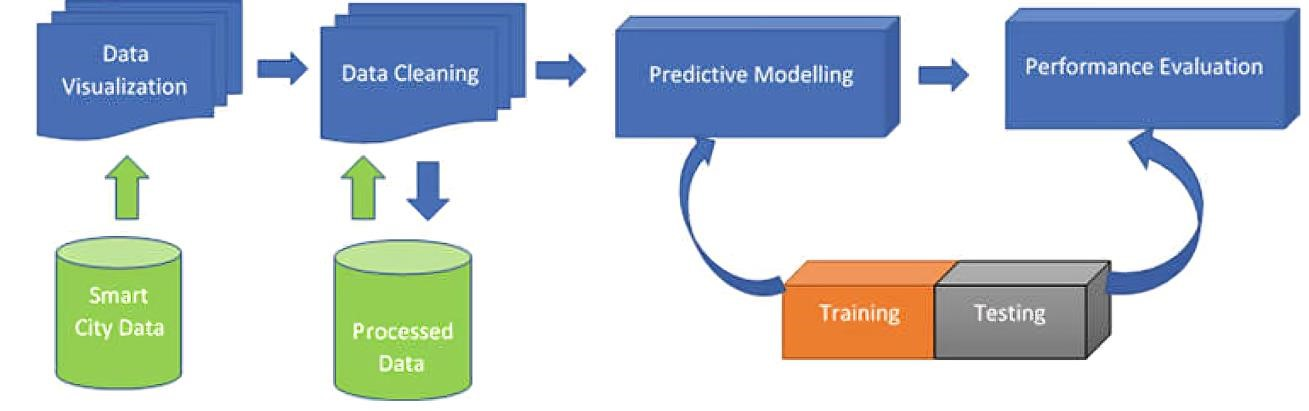 Data
Visualization
Data Cleaning
Predictive Modelling
Performance Evaluation
Smart
City Data
Processed
Data
Training
Testing